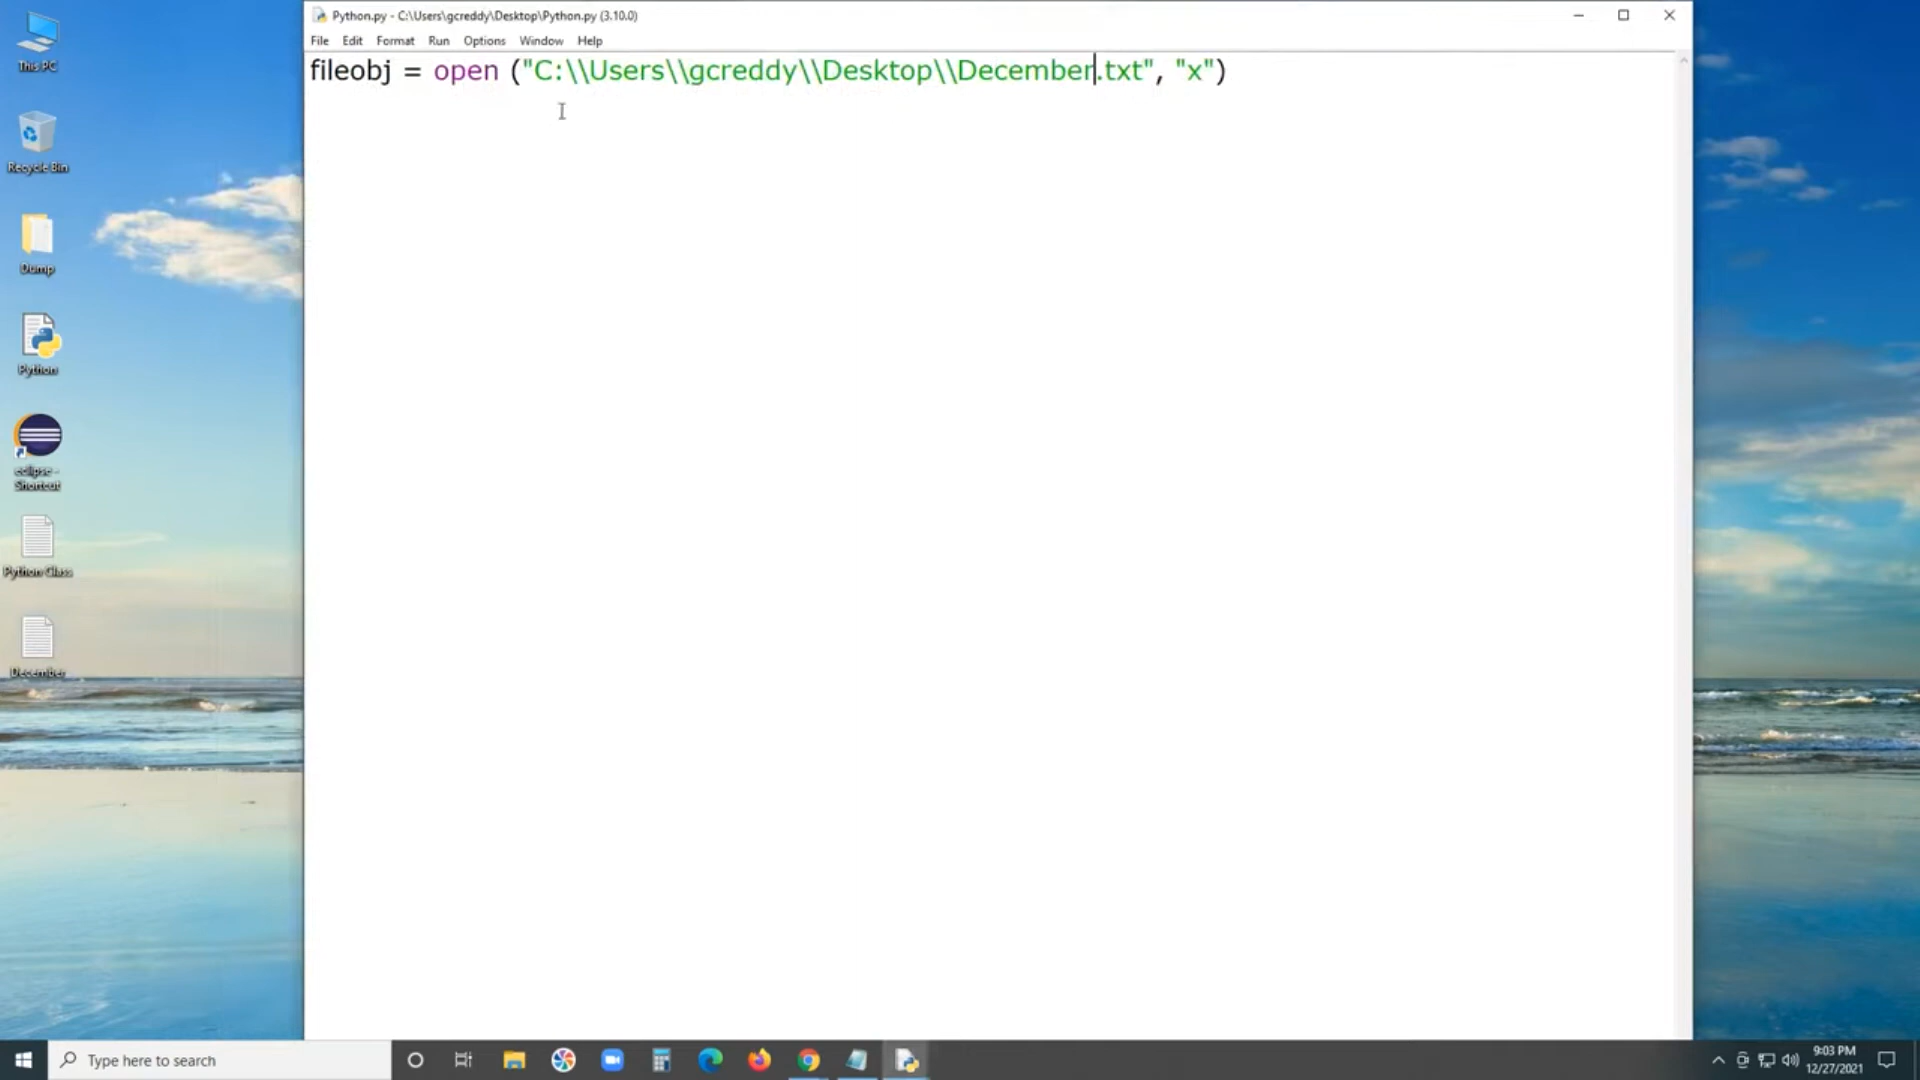 Python.py - C:\Users\gcreddy\Desktop\Python.py (3.10.0)
File Edit Format Run Options Window Help
fileobj = open ("C:\\Users\\gcreddy\\Desktop\\December.txt", "x")
This PC
Recycle Bin
Dump
Python
eclipse -
Shortcut
Python Class
December
Type here to search
9:03 PM
12/27/2021